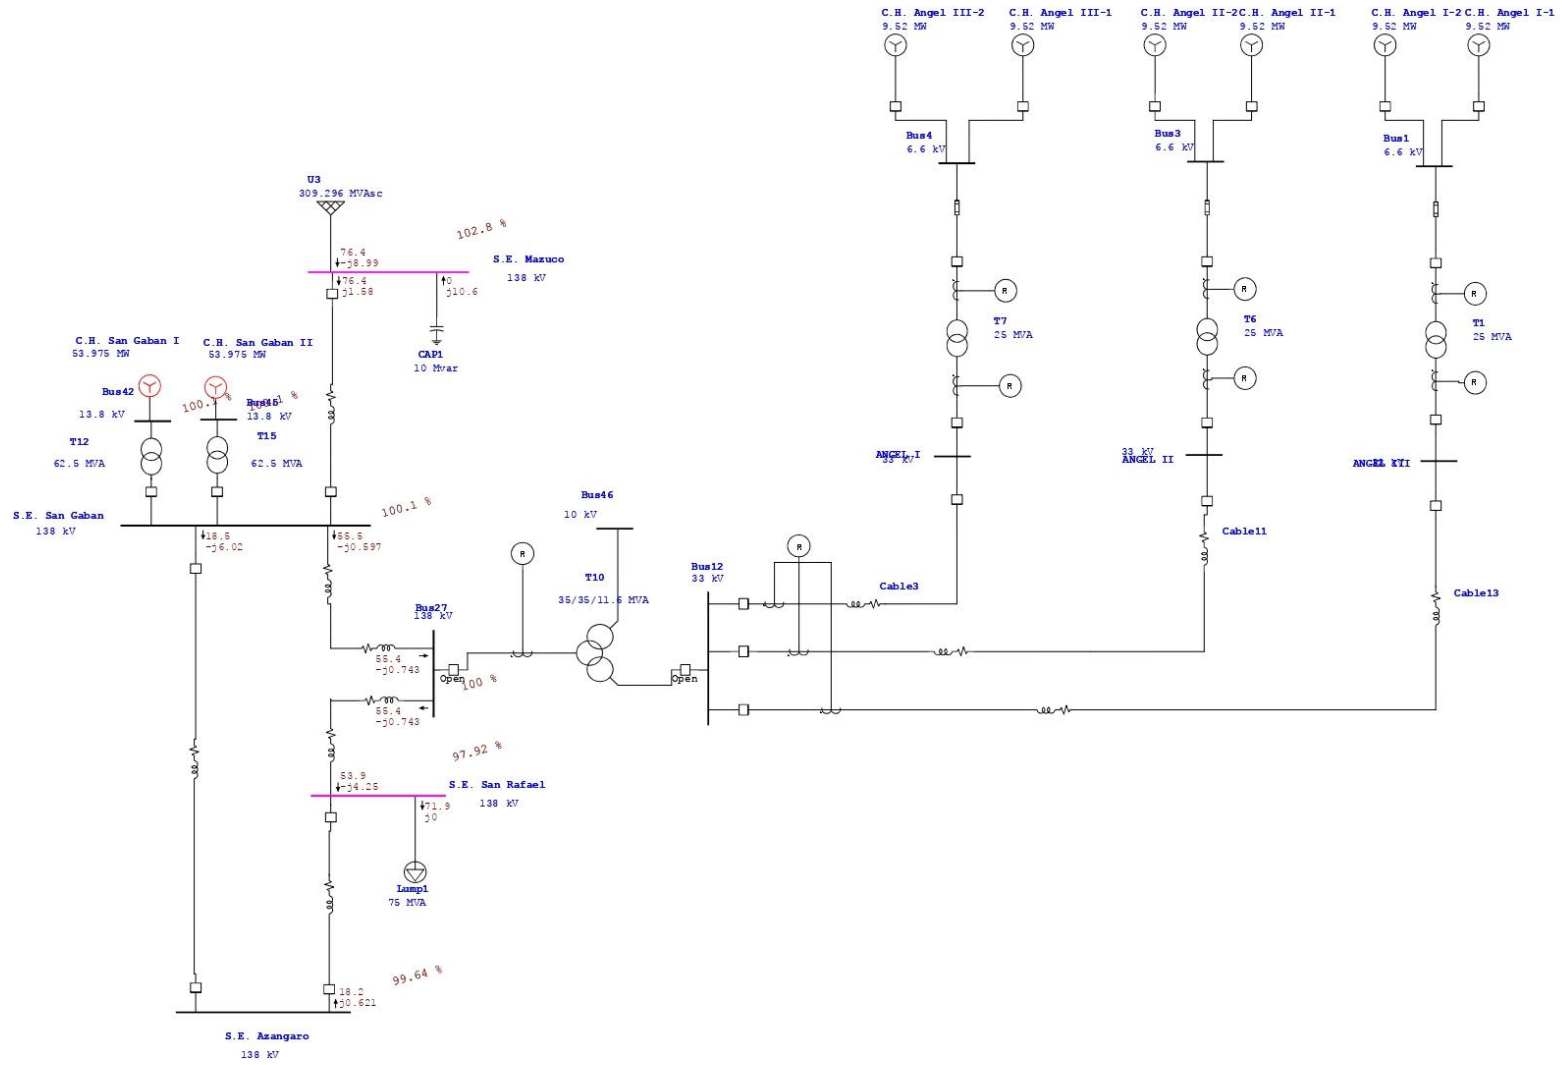 C.H. Angel III-2
9.52 MW
C.H. Angel III-1
9.52 MW
C.H. Angel II-2
9.52 MW
C.H. Angel II-1
9.52 MW
C.H. Angel I-2
9.52 MW
C.H. Angel I-1
9.52 MW
Bus4
6.6 kV
Bus3
6.6 kV
Bus1
6.6 kV
U3
309.296 MVAsc
102.8 %
76.4
-j8.99
S.E. Mazuco
138 kV
76.4
j1.58
0
j10.6
CAP1
10 Mvar
R
R
R
T7
25 MVA
T6
25 MVA
T1
25 MVA
R
R
R
C.H. San Gaban I
53.975 MW
C.H. San Gaban II
53.975 MW
Bus42
13.8 kV
100.1 %
13.8 kV
T12
62.5 MVA
T15
62.5 MVA
ANGEL I
33 kV
33 kV
ANGEL II
ANGEL III
S.E. San Gaban
138 kV
100.1 %
18.5
-j6.02
55.5
-j0.597
Bus46
10 kV
R
R
Cable11
T10
35/35/11.6 MVA
Bus12
33 kV
Cable3
Cable13
Bus27
138 kV
55.4
-j0.743
Open
100 %
Open
55.4
-j0.743
97.92 %
53.9
-j4.25
S.E. San Rafael
138 kV
71.9
j0
Lump1
75 MVA
99.64 %
18.2
j0.621
S.E. Azangaro
138 kV